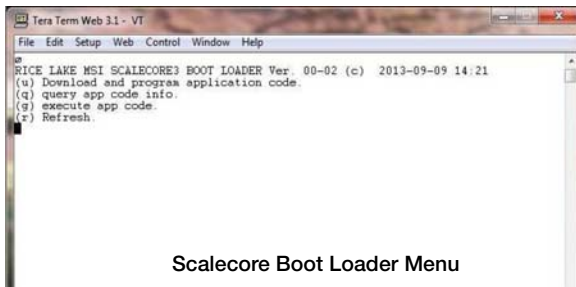 Tera Term Web 3.1 - VT
File Edit Setup Web Control Window Help
RICE LAKE MSI SCALECORE3 BOOT LOADER Ver. 00-02 (c) 2013-09-09 14:21
(u) Download and program application code.
(q) query app code info.
(g) execute app code.
(r) Refresh.
Scalecore Boot Loader Menu